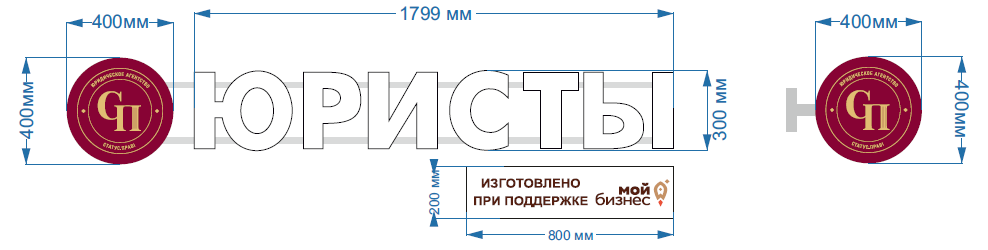 400мм
1799 мм
400мм
400мм
ЮРИДИЧЕСКОЕ АГЕНТСТВО
СП
СТАТУС.ПРАВ!
ЮРИСТЫ
300 мм
ЮРИДИЧЕСКОЕ АГЕНТСТВО
СП
СТАТУС.ПРАВ!
400мм
200 мм
ИЗГОТОВЛЕНО
ПРИ ПОДДЕРЖКЕ
МОЙ
бизнес
800 мм